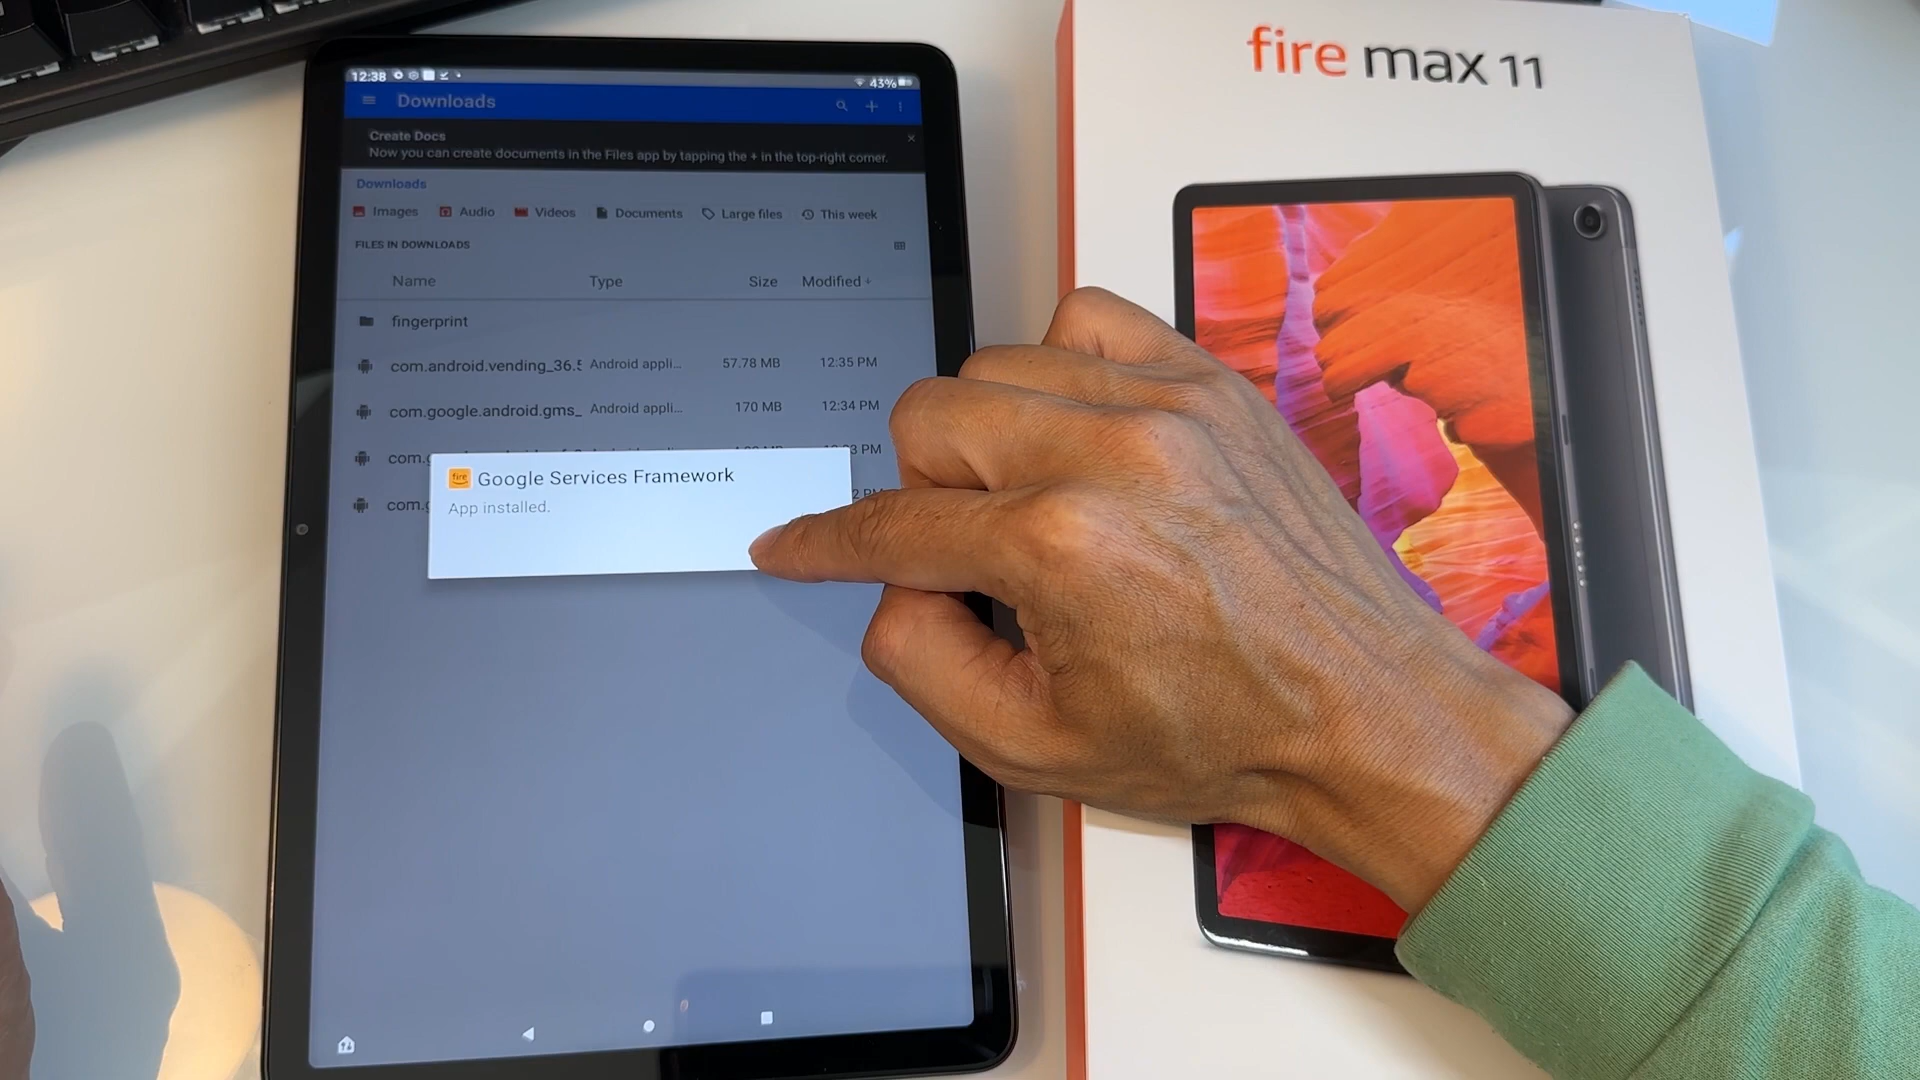 fire max 11
12:38
43%
Downloads
Create Docs
Now you can create documents in the Files app by tapping the + in the top-right corner.
Downloads
Images Audio Videos Documents Large files This week
FILES IN DOWNLOADS
Name Type Size Modified
fingerprint
com.android.vending_36.5 Android appli... 57.78 MB 12:35 PM
com.google.android.gms_ Android appli... 170 MB 12:34 PM
com.g
fire Google Services Framework
App installed.
com.g